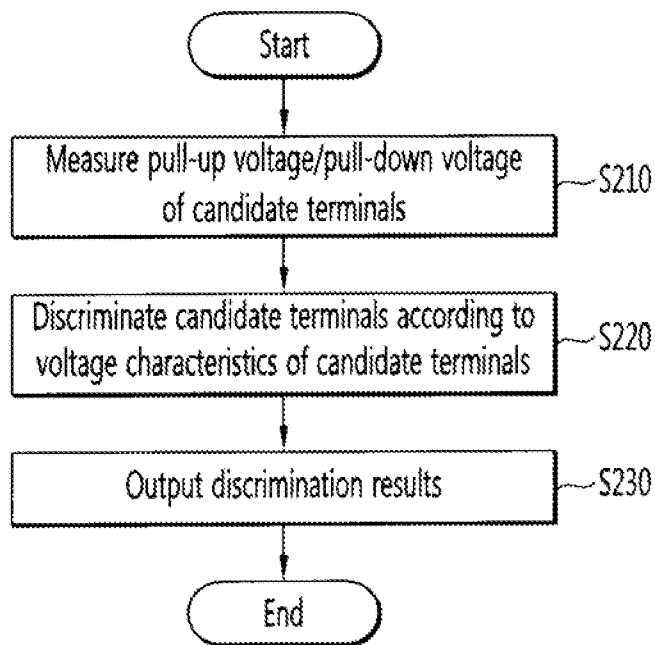 Start
Measure pull-up voltage/pull-down voltage
of candidate terminals
S210
Discriminate candidate terminals according to
voltage characteristics of candidate terminals
S220
Output discrimination results
S230
End